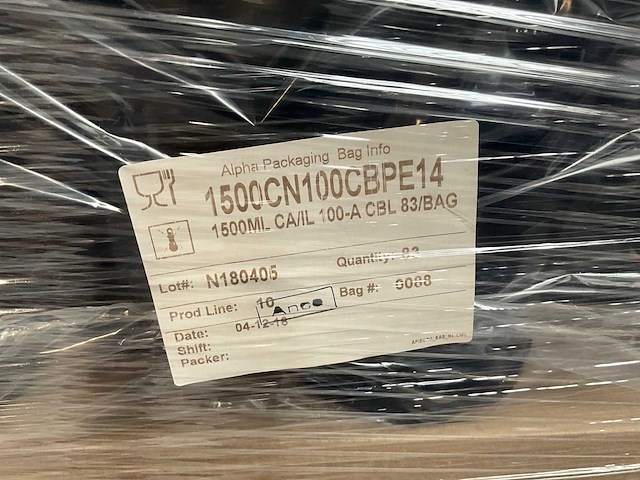 Alpha Packaging Bag Info
1500CN100CBPE14
1500ML CA/IL 100-A CBL 83/BAG
Quantity: 83
Lot#: N180405
Prod Line: 10
Bag #: 0088
Date: 04-12-18
Shift:
Packer: